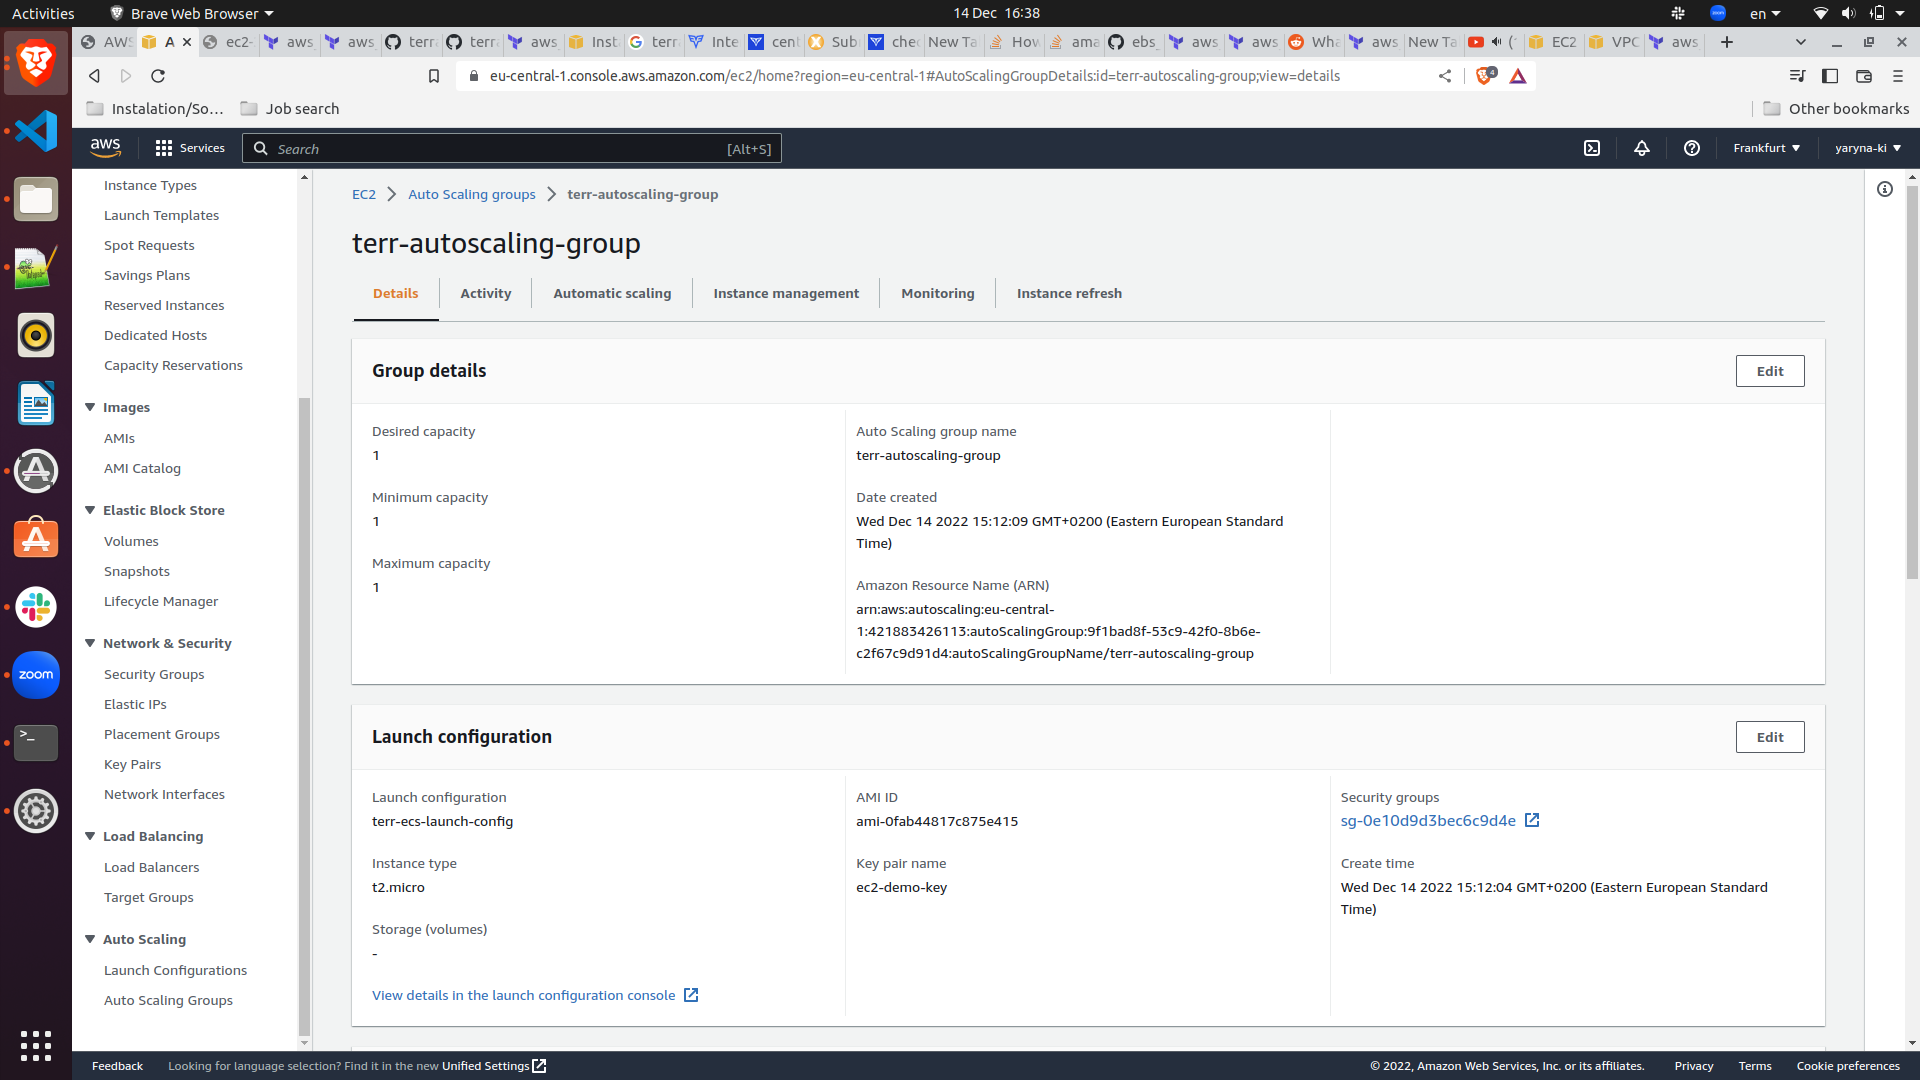 Activities
Brave Web Browser
14 Dec 16:38
zoom
en
AWS
A
ec2-
aws
aws
terra
terra
aws
Inst
terr
Inte
cent
Sub
chec
New Ta
How
ama
ebs_
aws
aws
Wha
aws
New Ta
(
EC2
VPC
aws
eu-central-1.console.aws.amazon.com/ec2/home?region=eu-central-1#AutoScalingGroupDetails:id=terr-autoscaling-group;view=details
4
Instalation/So...
Job search
Other bookmarks
aws
Services
Search
[Alt+S]
Frankfurt
yaryna-ki
Instance Types
Launch Templates
Spot Requests
Savings Plans
Reserved Instances
Dedicated Hosts
Capacity Reservations
Images
AMIs
AMI Catalog
Elastic Block Store
Volumes
Snapshots
Lifecycle Manager
Network & Security
Security Groups
Elastic IPs
Placement Groups
Key Pairs
Network Interfaces
Load Balancing
Load Balancers
Target Groups
Auto Scaling
Launch Configurations
Auto Scaling Groups
EC2
Auto Scaling groups
terr-autoscaling-group
terr-autoscaling-group
Details
Activity
Automatic scaling
Instance management
Monitoring
Instance refresh
Group details
Edit
Desired capacity
1
Minimum capacity
1
Maximum capacity
1
Auto Scaling group name
terr-autoscaling-group
Date created
Wed Dec 14 2022 15:12:09 GMT+0200 (Eastern European Standard
Time)
Amazon Resource Name (ARN)
arn:aws:autoscaling:eu-central-
1:421883426113:autoScalingGroup:9f1bad8f-53c9-42f0-8b6e-
c2f67c9d91d4:autoScalingGroupName/terr-autoscaling-group
Launch configuration
Edit
Launch configuration
terr-ecs-launch-config
Instance type
t2.micro
Storage (volumes)
-
View details in the launch configuration console
AMI ID
ami-0fab44817c875e415
Key pair name
ec2-demo-key
Security groups
sg-0e10d9d3bec6c9d4e
Create time
Wed Dec 14 2022 15:12:04 GMT+0200 (Eastern European Standard
Time)
zoom
Feedback
Looking for language selection? Find it in the new Unified Settings
© 2022, Amazon Web Services, Inc. or its affiliates.
Privacy
Terms
Cookie preferences